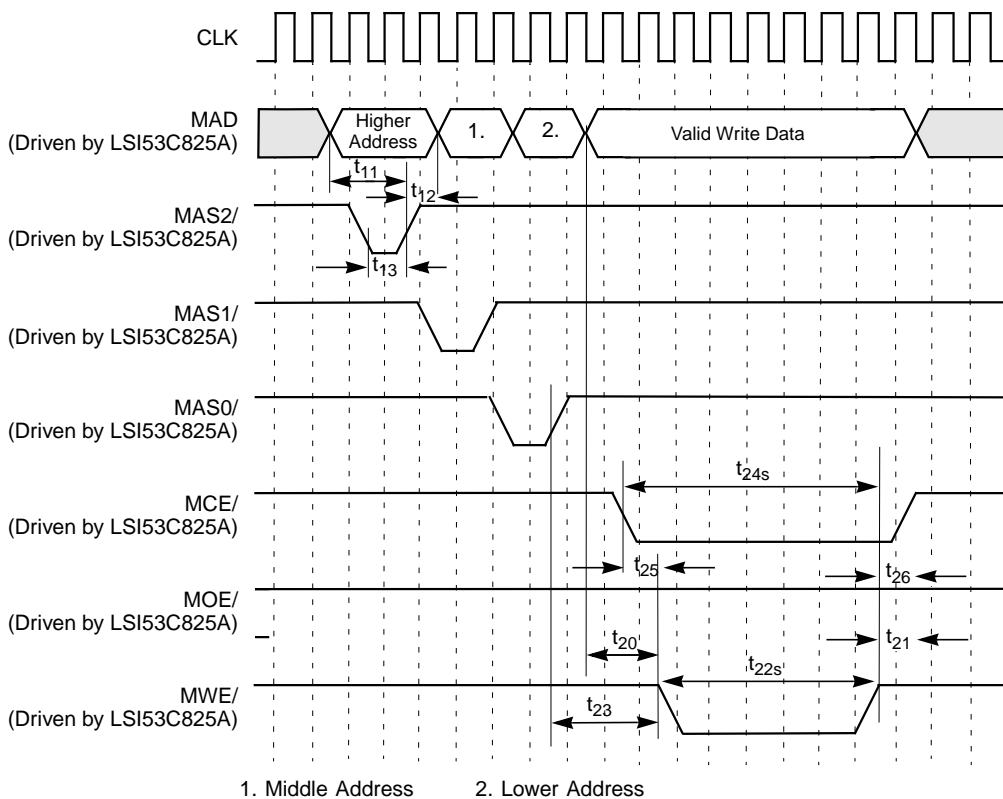 CLK
MAD
(Driven by LSI53C825A)
Higher
Address
1.
2.
Valid Write Data
t11
t12
MAS2/
(Driven by LSI53C825A)
t13
MAS1/
(Driven by LSI53C825A)
MAS0/
(Driven by LSI53C825A)
t24s
MCE/
(Driven by LSI53C825A)
t25
t26
MOE/
(Driven by LSI53C825A)
t20
t21
t22s
MWE/
(Driven by LSI53C825A)
t23
1. Middle Address 2. Lower Address